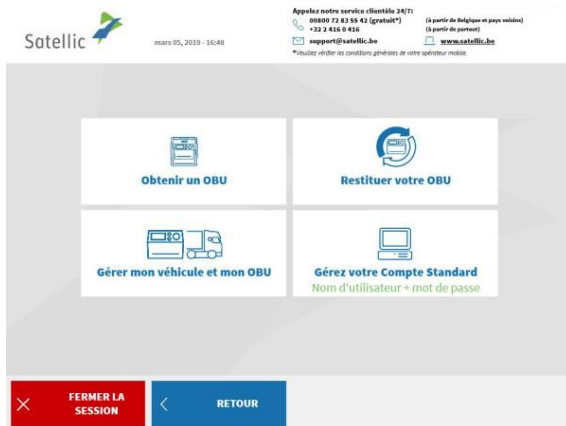 Satellic
mars 05, 2019 - 16:48
Appelez notre service clientèle 24/7:
00800 72 83 55 42 (gratuit*) (à partir de Belgique et pays voisins)
+32 2 416 0 416 (à partir de partout)
support@satellic.be www.satellic.be
*Veuillez vérifier les conditions générales de votre opérateur mobile.
Obtenir un OBU
Restituer votre OBU
Gérer mon véhicule et mon OBU
Gérez votre Compte Standard
Nom d'utilisateur + mot de passe
FERMER LA
SESSION
RETOUR